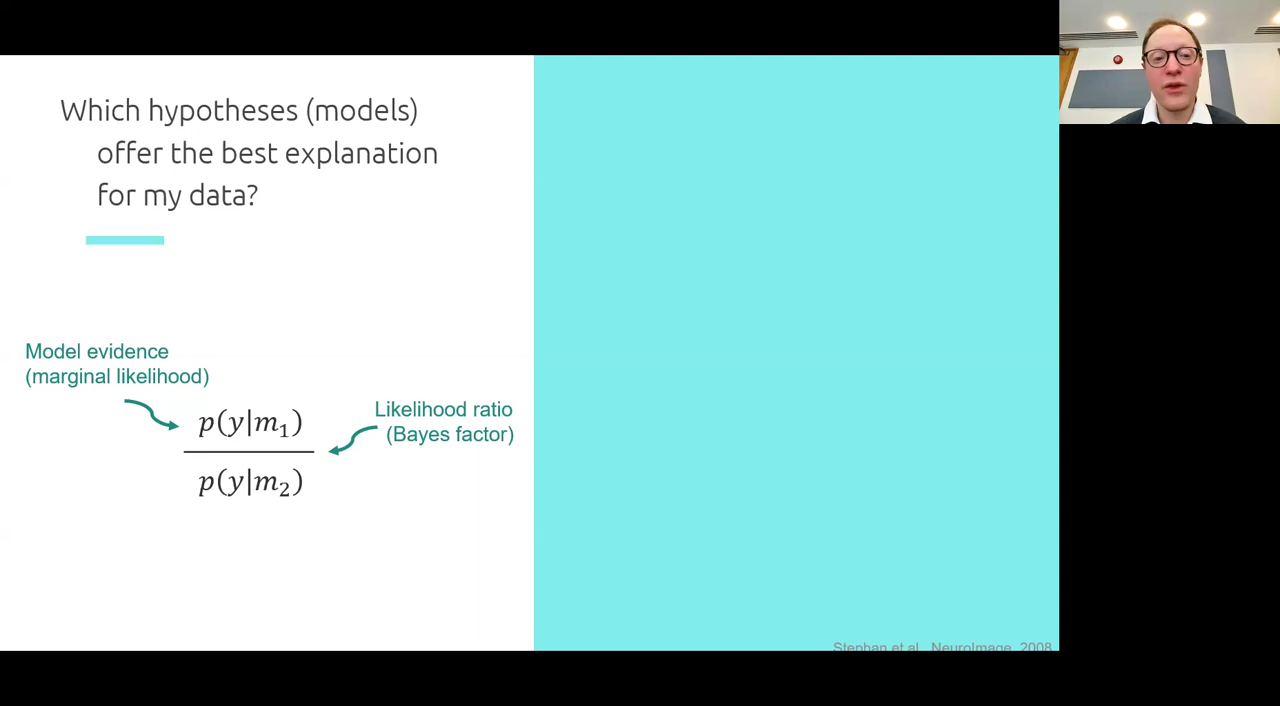 Which hypotheses (models)
offer the best explanation
for my data?
Model evidence
(marginal likelihood)
p(y|m₁)
p(y|m₂)
Likelihood ratio
(Bayes factor)
Stephan et al., NeuroImage, 2008